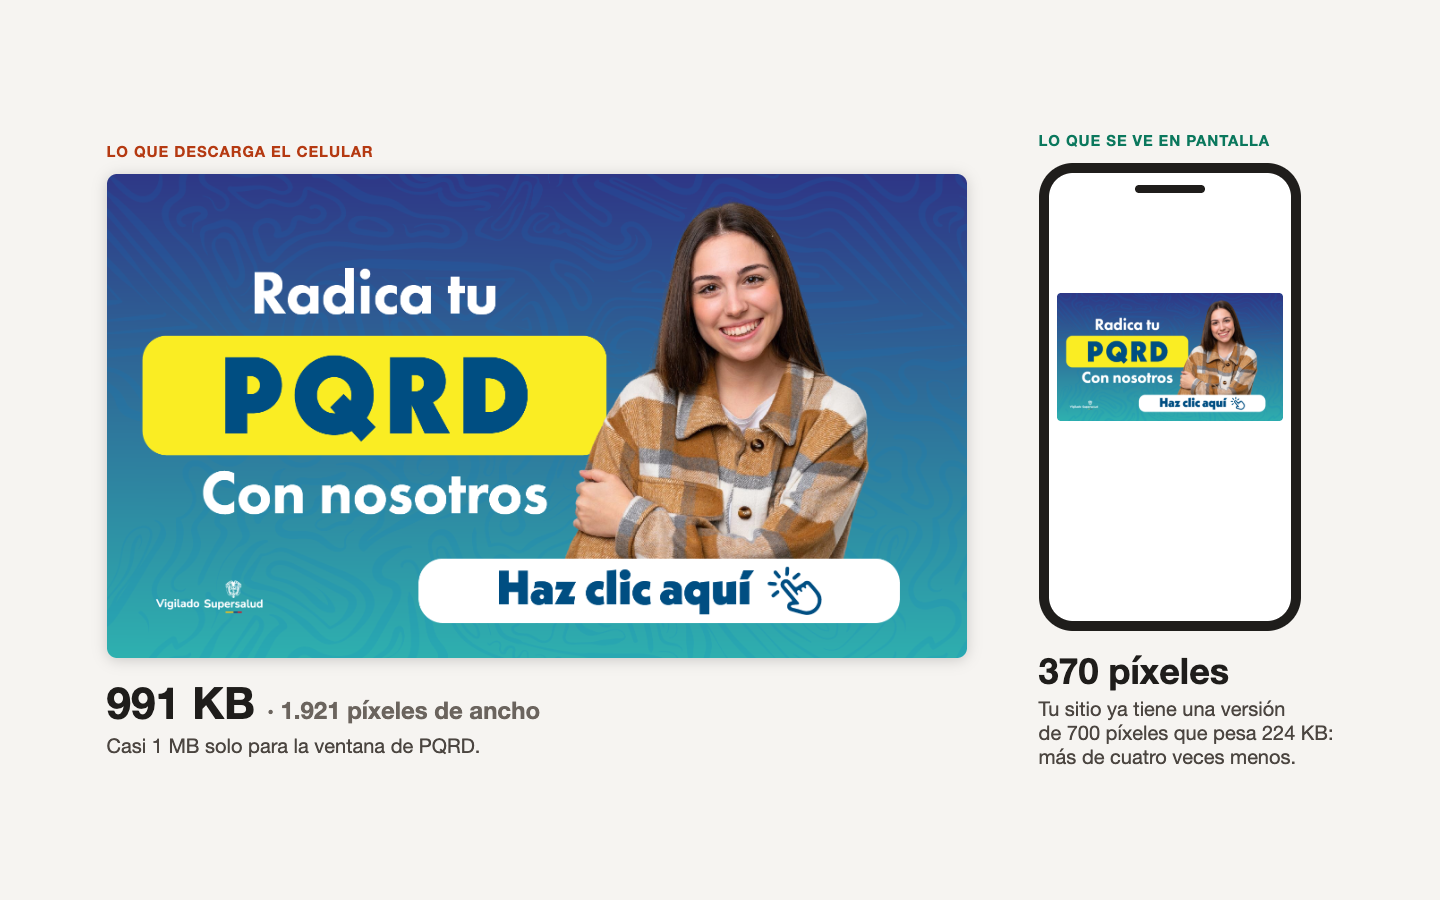 LO QUE DESCARGA EL CELULAR
Radica tu
PQRD
Con nosotros
Haz clic aquí
Vigilado Supersalud
991 KB · 1.921 píxeles de ancho
Casi 1 MB solo para la ventana de PQRD.
LO QUE SE VE EN PANTALLA
Radica tu
PQRD
Con nosotros
Haz clic aquí
370 píxeles
Tu sitio ya tiene una versión
de 700 píxeles que pesa 224 KB:
más de cuatro veces menos.